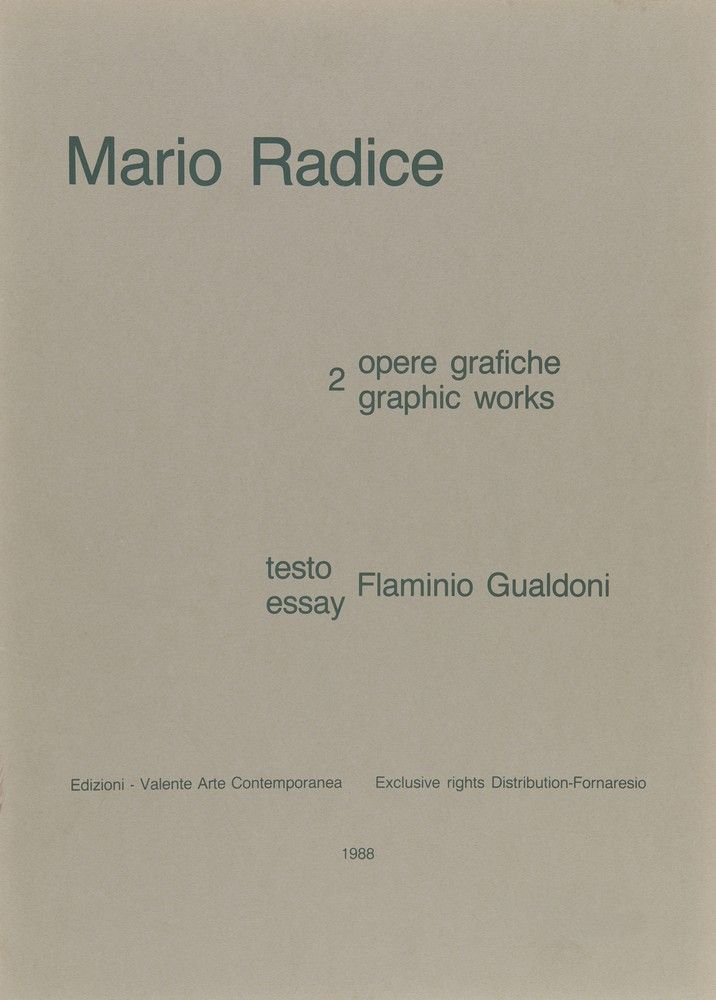 Mario Radice
2 opere grafiche
graphic works
testo
essay Flaminio Gualdoni
Edizioni - Valente Arte Contemporanea Exclusive rights Distribution-Fornaresio
1988